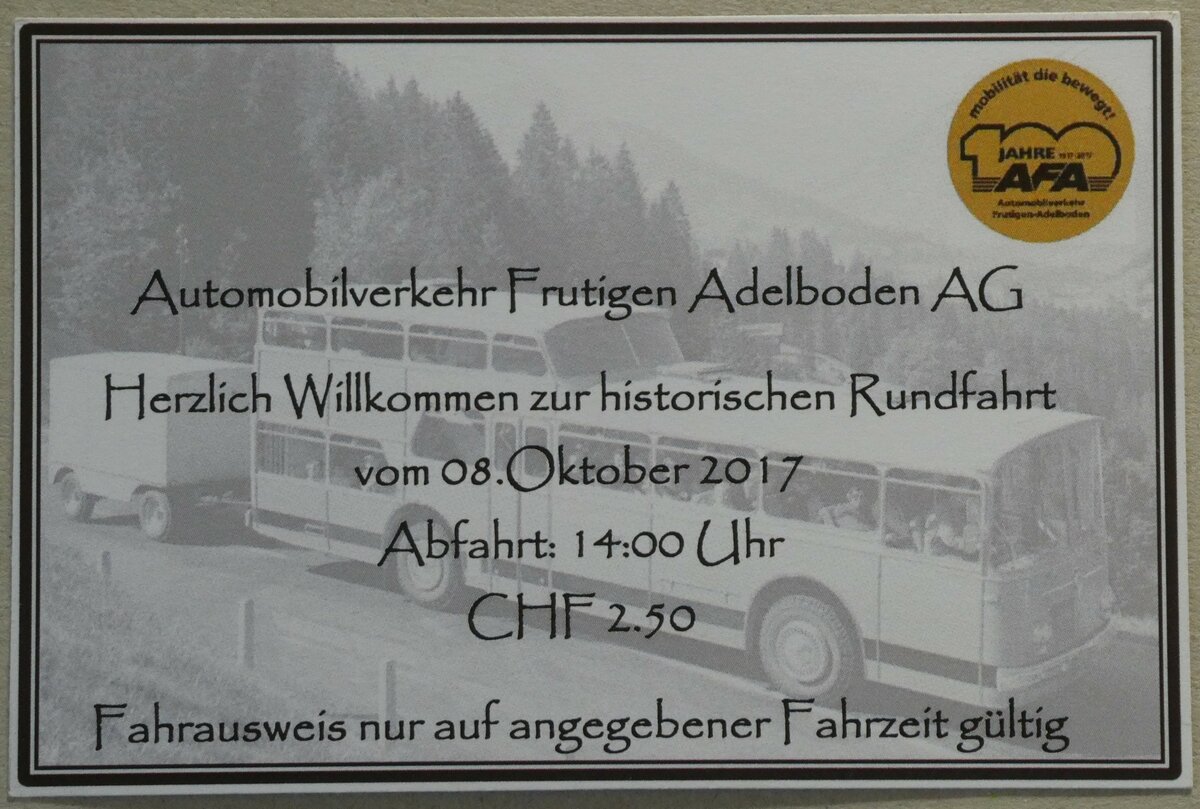 mobilität die bewegt!
100
JAHRE
AFA
Automobilverkehr
Frutigen-Adelboden
Automobilverkehr Frutigen Adelboden AG
Herzlich Willkommen zur historischen Rundfahrt
vom 08.Oktober 2017
Abfahrt: 14:00 Uhr
CHF 2.50
Fahrausweis nur auf angegebener Fahrzeit gültig